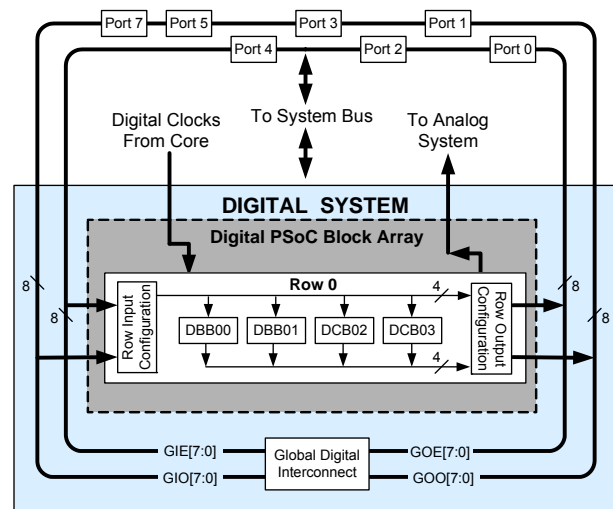 Port 7 Port 5 Port 3 Port 1
Port 4 Port 2 Port 0
Digital Clocks
From Core
To System Bus
To Analog
System
DIGITAL SYSTEM
Digital PSoC Block Array
Row 0
4
8
8
8
8
Row Input
Configuration
DBB00 DBB01 DCB02 DCB03
4
Row Output
Configuration
GIE[7:0]
GOE[7:0]
Global Digital
Interconnect
GIO[7:0]
GOO[7:0]